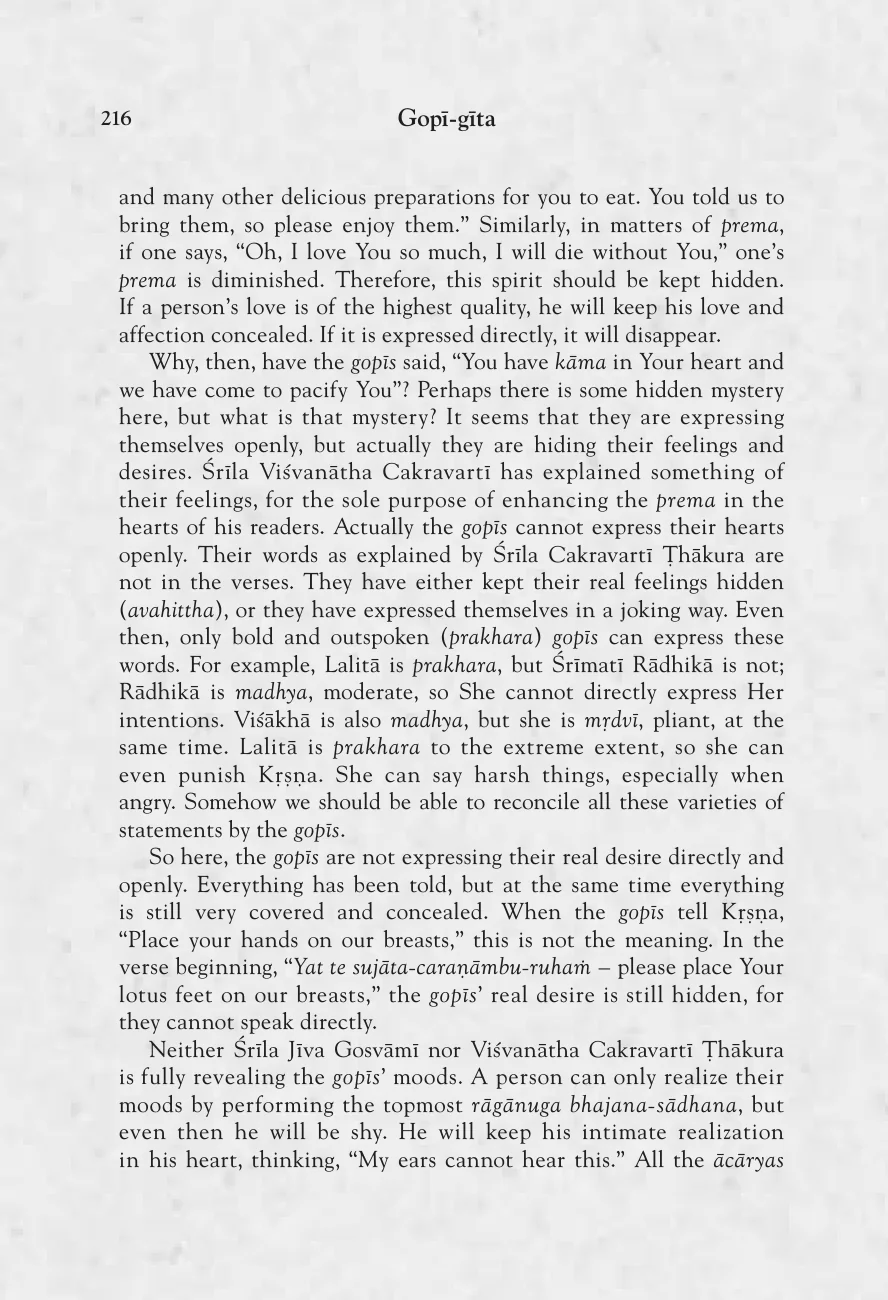 216
Gopī-gīta
and many other delicious preparations for you to eat. You told us to
bring them, so please enjoy them.” Similarly, in matters of prema,
if one says, “Oh, I love You so much, I will die without You,” one’s
prema is diminished. Therefore, this spirit should be kept hidden.
If a person’s love is of the highest quality, he will keep his love and
affection concealed. If it is expressed directly, it will disappear.
Why, then, have the gopīs said, “You have kāma in Your heart and
we have come to pacify You”? Perhaps there is some hidden mystery
here, but what is that mystery? It seems that they are expressing
themselves openly, but actually they are hiding their feelings and
desires. Śrīla Viśvanātha Cakravartī has explained something of
their feelings, for the sole purpose of enhancing the prema in the
hearts of his readers. Actually the gopīs cannot express their hearts
openly. Their words as explained by Śrīla Cakravartī Ṭhākura are
not in the verses. They have either kept their real feelings hidden
(avahittha), or they have expressed themselves in a joking way. Even
then, only bold and outspoken (prakhara) gopīs can express these
words. For example, Lalitā is prakhara, but Śrīmatī Rādhikā is not;
Rādhikā is madhya, moderate, so She cannot directly express Her
intentions. Viśākhā is also madhya, but she is mṛdvī, pliant, at the
same time. Lalitā is prakhara to the extreme extent, so she can
even punish Kṛṣṇa. She can say harsh things, especially when
angry. Somehow we should be able to reconcile all these varieties of
statements by the gopīs.
So here, the gopīs are not expressing their real desire directly and
openly. Everything has been told, but at the same time everything
is still very covered and concealed. When the gopīs tell Kṛṣṇa,
“Place your hands on our breasts,” this is not the meaning. In the
verse beginning, “Yat te sujāta-caraṇāmbu-ruhaṁ – please place Your
lotus feet on our breasts,” the gopīs’ real desire is still hidden, for
they cannot speak directly.
Neither Śrīla Jīva Gosvāmī nor Viśvanātha Cakravartī Ṭhākura
is fully revealing the gopīs’ moods. A person can only realize their
moods by performing the topmost rāgānuga bhajana-sādhana, but
even then he will be shy. He will keep his intimate realization
in his heart, thinking, “My ears cannot hear this.” All the ācāryas